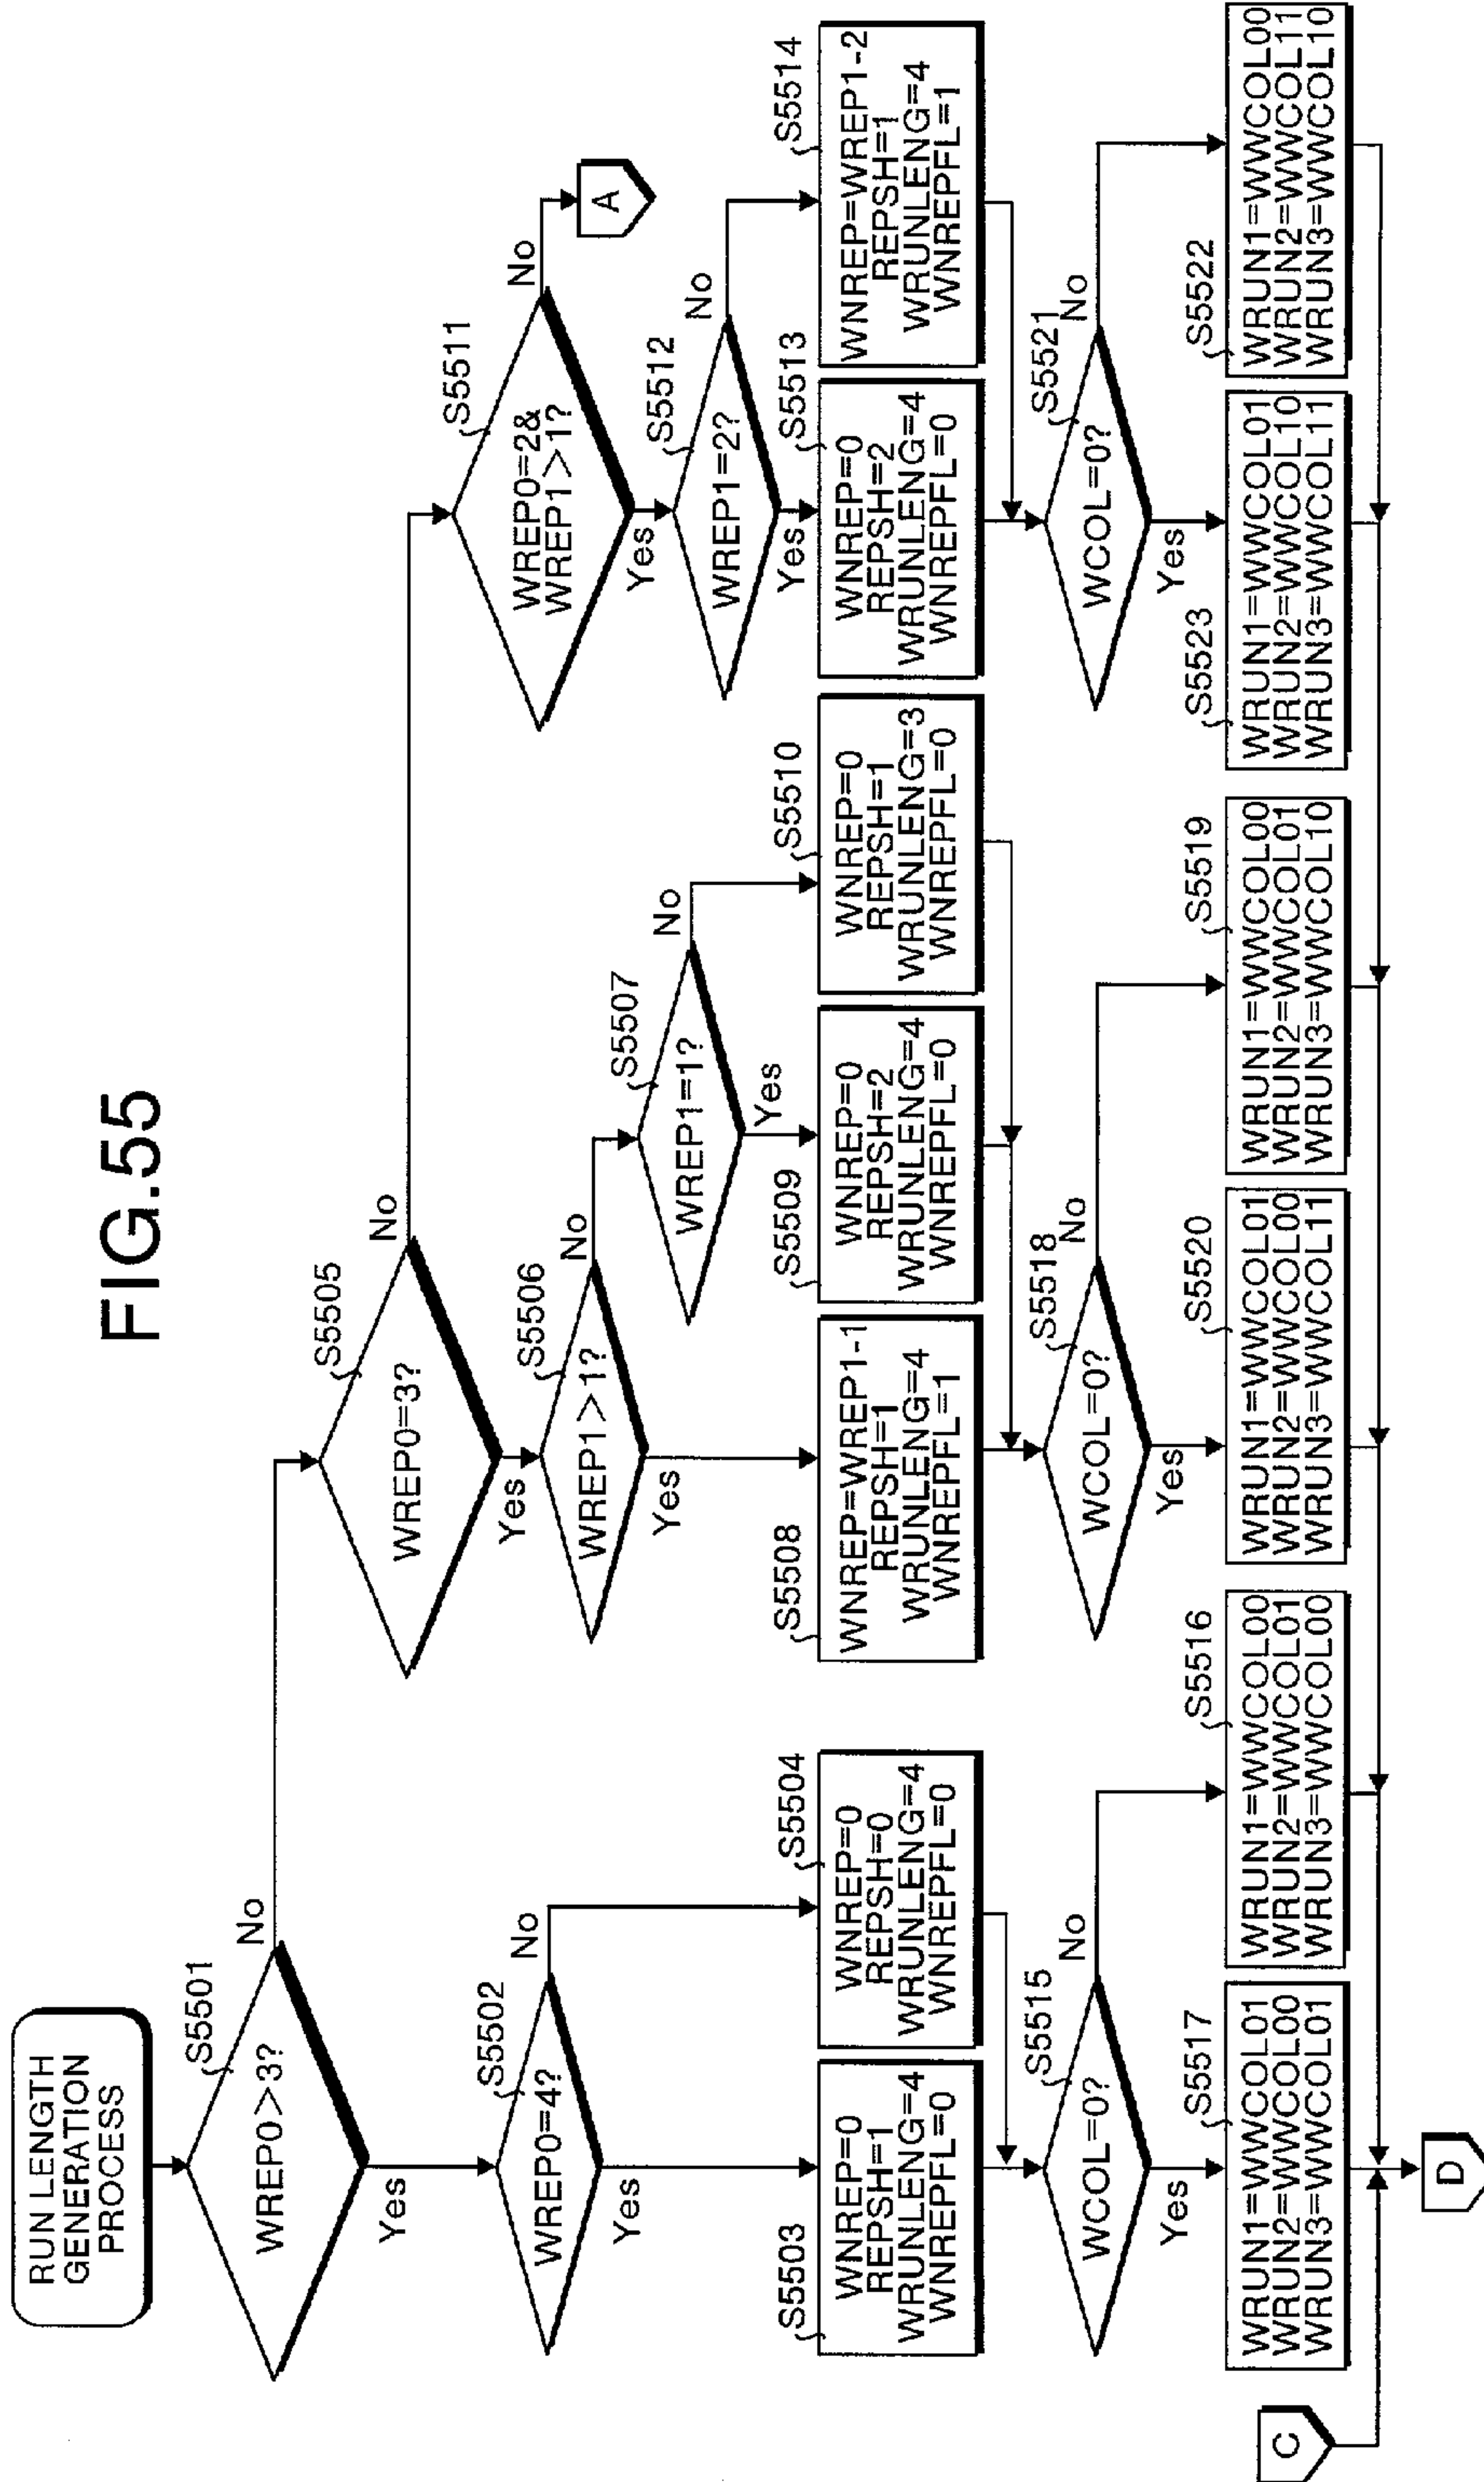 FIG.55
RUN LENGTH
GENERATION
PROCESS
S5501
WREP0>3?
No
Yes
S5502
WREP0=4?
No
Yes
S5503
WNREP=0
REPSH=1
WRUNLENG=4
WNREPFL=0
S5504
WNREP=0
REPSH=0
WRUNLENG=4
WNREPFL=0
S5505
WREP0=3?
No
Yes
S5506
WREP1>1?
No
Yes
S5507
WREP1=1?
No
Yes
S5508
WNREP=WREP1-1
REPSH=1
WRUNLENG=4
WNREPFL=1
S5509
WNREP=0
REPSH=2
WRUNLENG=4
WNREPFL=0
S5510
WNREP=0
REPSH=1
WRUNLENG=3
WNREPFL=0
S5511
WREP0=2&
WREP1>1?
No
A
Yes
S5512
WREP1=2?
No
Yes
S5513
WNREP=0
REPSH=2
WRUNLENG=4
WNREPFL=0
S5514
WNREP=WREP1-2
REPSH=1
WRUNLENG=4
WNREPFL=1
S5515
WCOL=0?
No
Yes
S5517
WRUN1=WWCOL01
WRUN2=WWCOL00
WRUN3=WWCOL01
S5516
WRUN1=WWCOL00
WRUN2=WWCOL01
WRUN3=WWCOL00
S5518
WCOL=0?
No
Yes
S5520
WRUN1=WWCOL01
WRUN2=WWCOL00
WRUN3=WWCOL11
S5519
WRUN1=WWCOL00
WRUN2=WWCOL01
WRUN3=WWCOL10
S5521
WCOL=0?
No
Yes
S5523
WRUN1=WWCOL01
WRUN2=WWCOL10
WRUN3=WWCOL11
S5522
WRUN1=WWCOL00
WRUN2=WWCOL11
WRUN3=WWCOL10
C
D